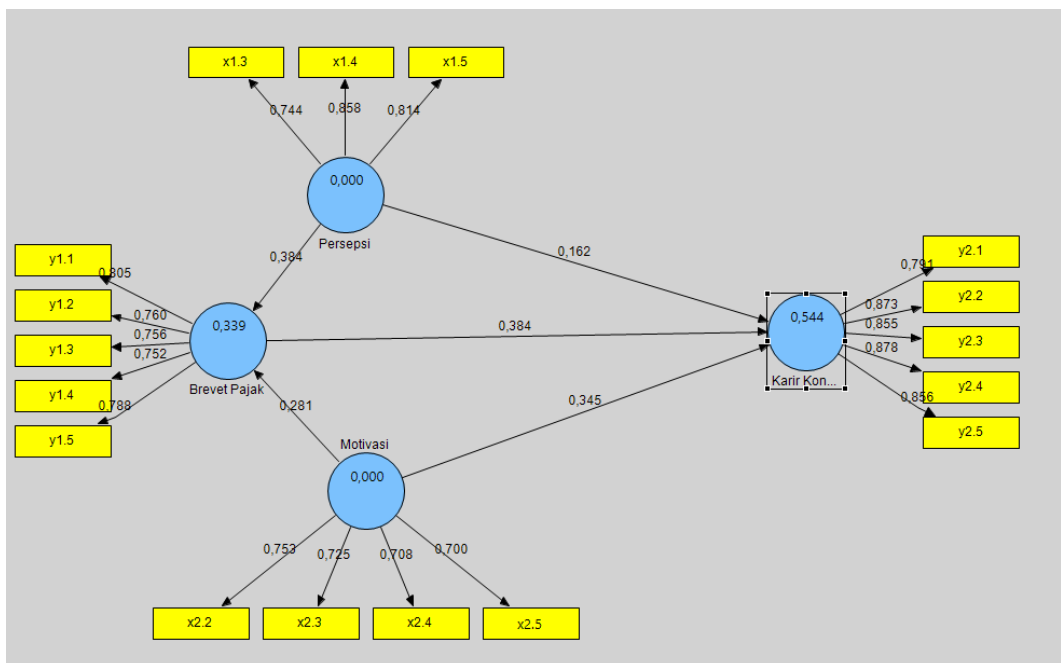 x1.3
x1.4
x1.5
0,744
0,858
0,814
0,000
Persepsi
0,384
0,162
y1.1
y1.2
y1.3
y1.4
y1.5
0,805
0,760
0,756
0,752
0,788
0,339
Brevet Pajak
0,384
0,281
0,345
0,544
Karir Kon...
0,791
0,873
0,855
0,878
0,856
y2.1
y2.2
y2.3
y2.4
y2.5
Motivasi
0,000
0,753
0,725
0,708
0,700
x2.2
x2.3
x2.4
x2.5